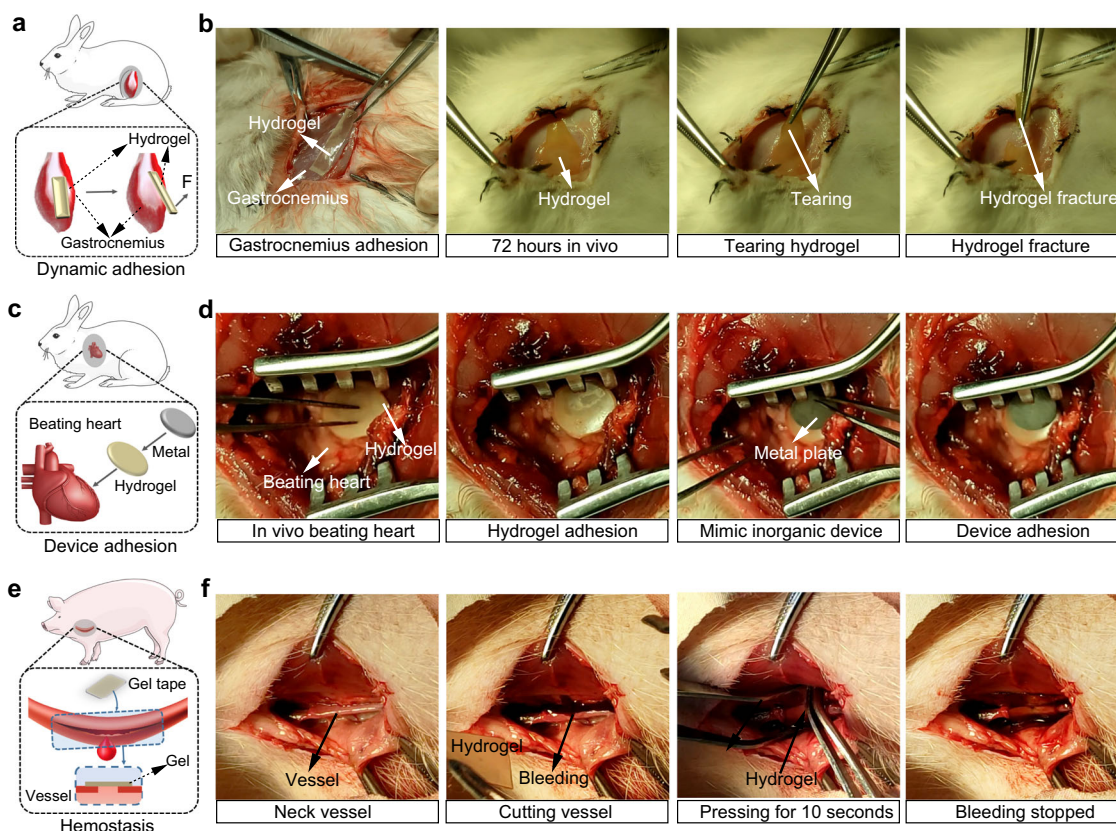 a
Hydrogel
F
Gastrocnemius
Dynamic adhesion
b
Hydrogel
Gastrocnemius
Gastrocnemius adhesion
Hydrogel
72 hours in vivo
Tearing
Tearing hydrogel
Hydrogel fracture
Hydrogel fracture
c
Beating heart
Metal
Hydrogel
Device adhesion
d
Hydrogel
Beating heart
In vivo beating heart
Hydrogel adhesion
Metal plate
Mimic inorganic device
Device adhesion
e
Gel tape
Gel
Vessel
Hemostasis
f
Vessel
Neck vessel
Hydrogel
Bleeding
Cutting vessel
Hydrogel
Pressing for 10 seconds
Bleeding stopped